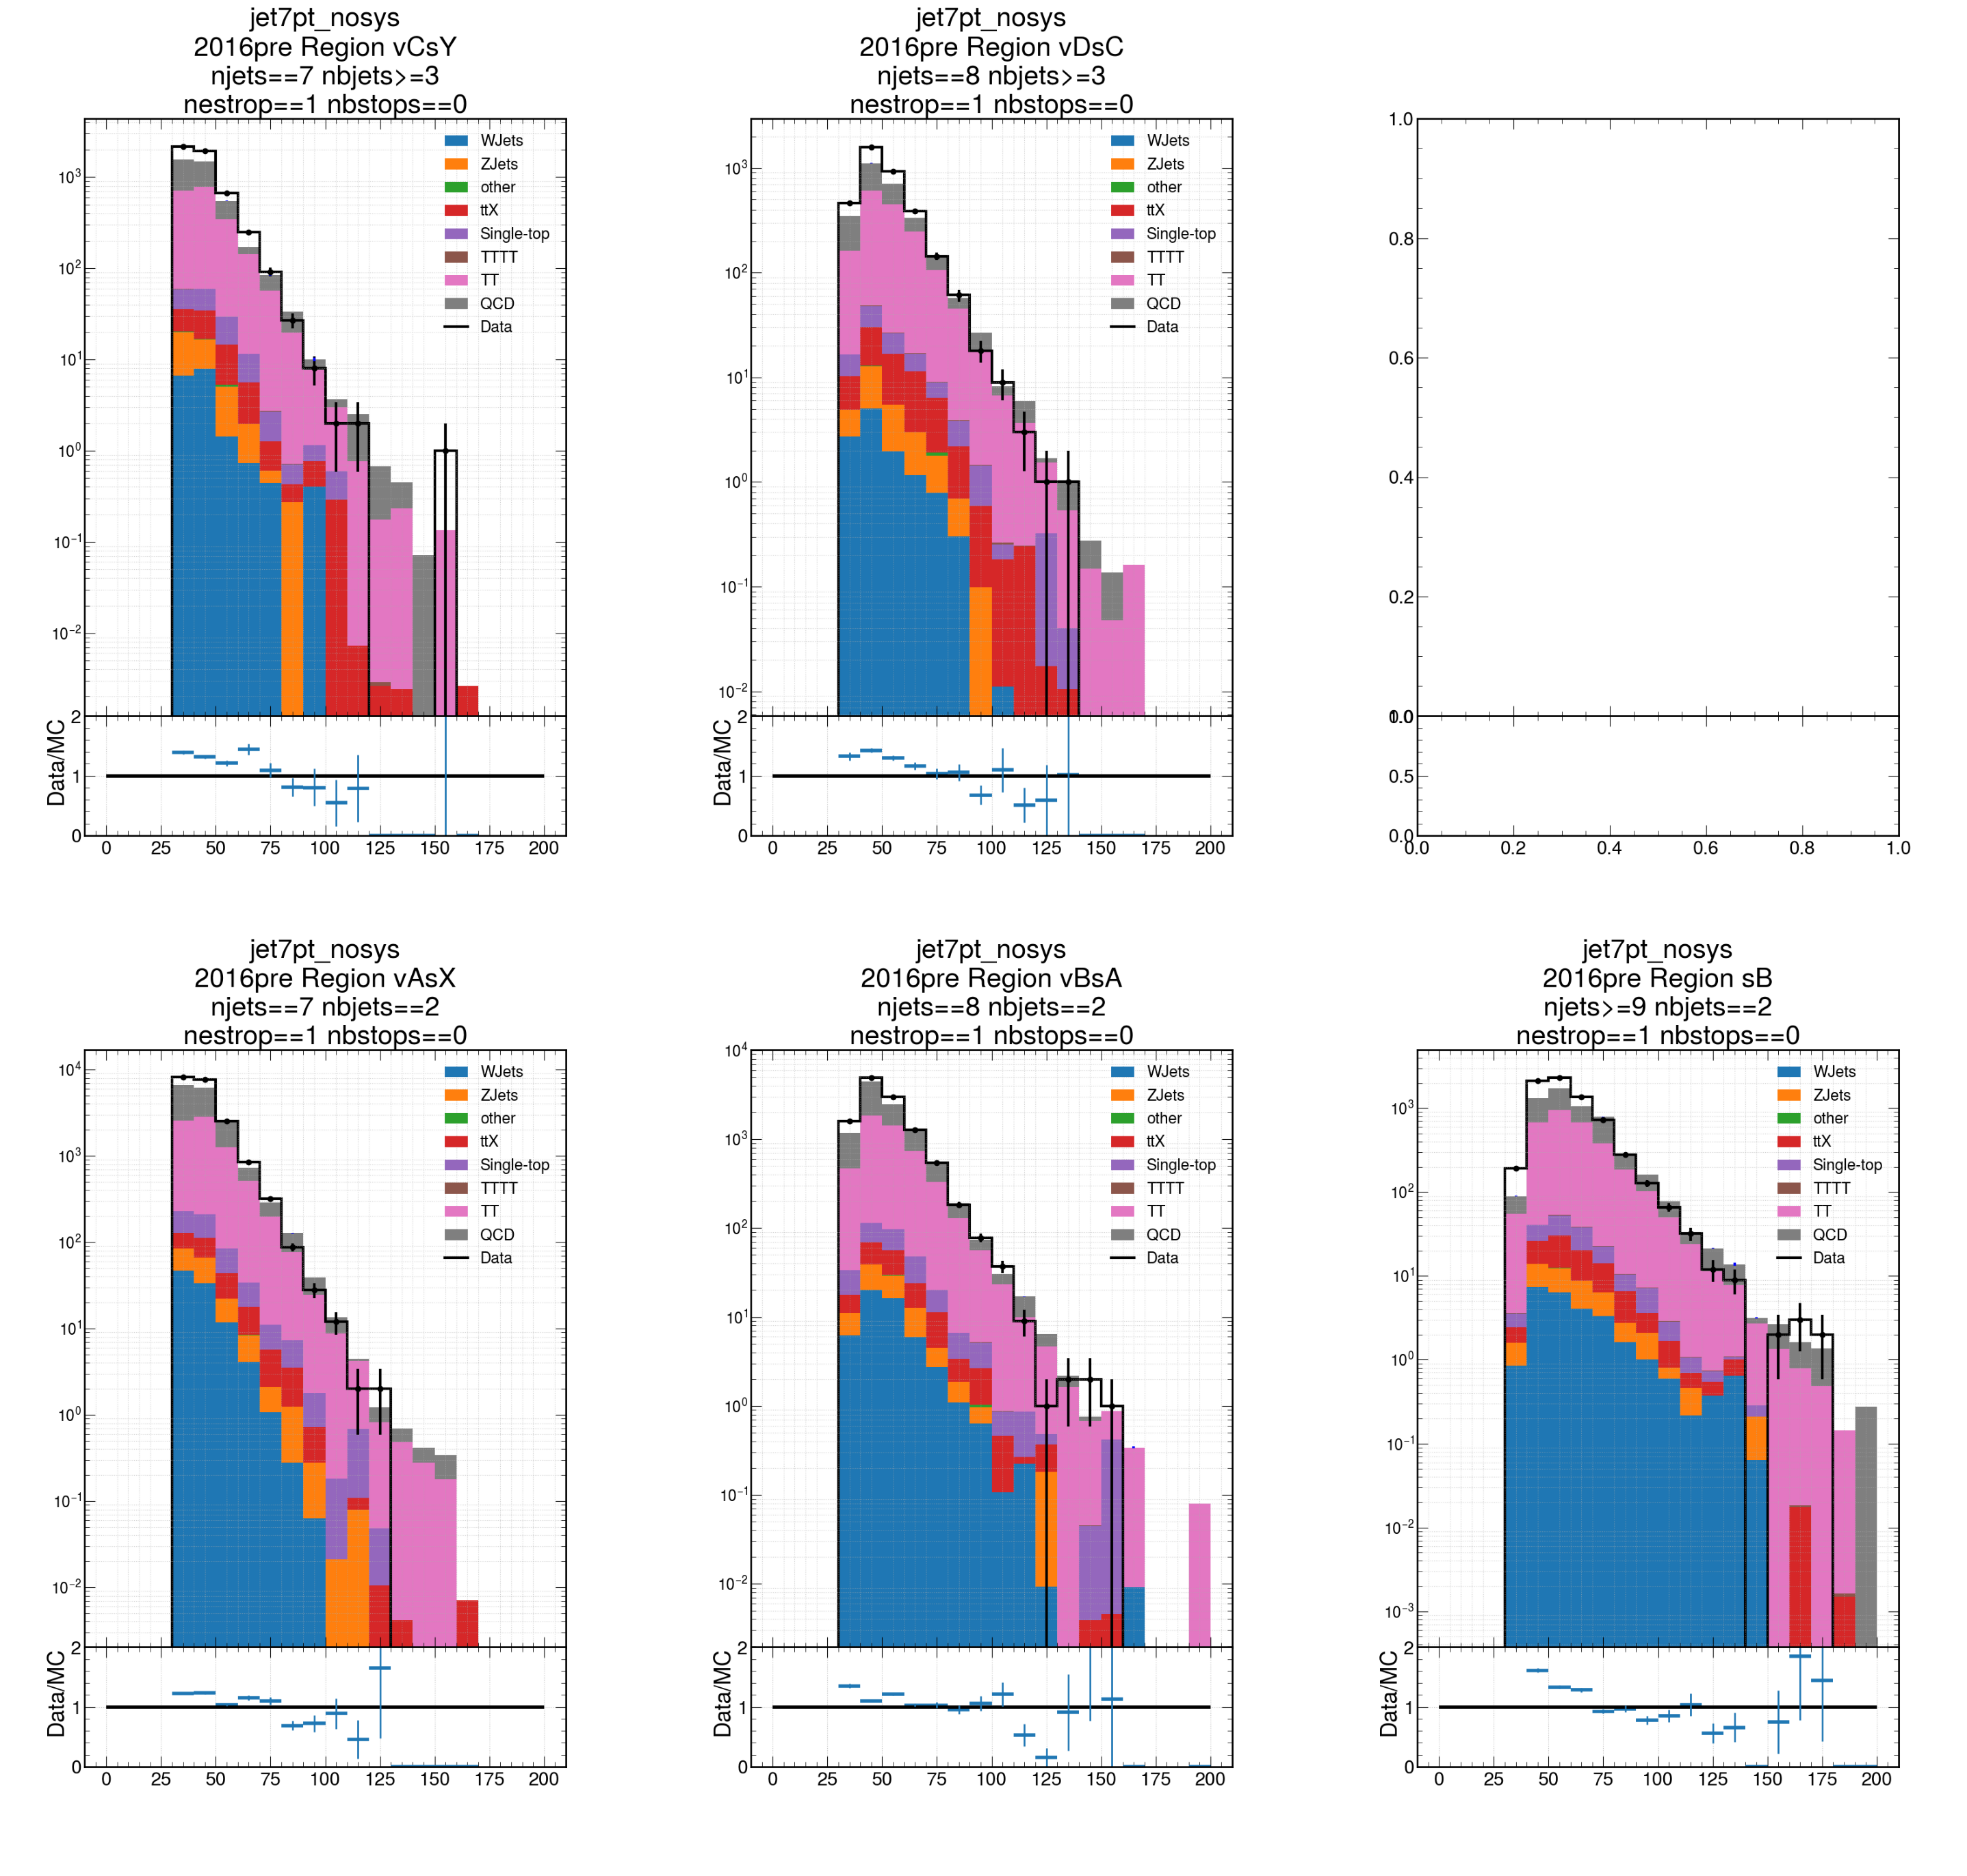 jet7pt_nosys
2016pre Region vCsY
njets==7 nbjets>=3
nestrop==1 nbstops==0
10³
10²
10¹
10⁰
10⁻¹
10⁻²
WJets
ZJets
other
ttX
Single-top
TTTT
TT
QCD
Data
Data/MC
2
1
0
0 25 50 75 100 125 150 175 200
jet7pt_nosys
2016pre Region vDsC
njets==8 nbjets>=3
nestrop==1 nbstops==0
10³
10²
10¹
10⁰
10⁻¹
10⁻²
WJets
ZJets
other
ttX
Single-top
TTTT
TT
QCD
Data
Data/MC
2
1
0
0 25 50 75 100 125 150 175 200
1.0
0.8
0.6
0.4
0.2
0.0
1.0
0.5
0.0
0.0 0.2 0.4 0.6 0.8 1.0
jet7pt_nosys
2016pre Region vAsX
njets==7 nbjets==2
nestrop==1 nbstops==0
10⁴
10³
10²
10¹
10⁰
10⁻¹
10⁻²
WJets
ZJets
other
ttX
Single-top
TTTT
TT
QCD
Data
Data/MC
2
1
0
0 25 50 75 100 125 150 175 200
jet7pt_nosys
2016pre Region vBsA
njets==8 nbjets==2
nestrop==1 nbstops==0
10⁴
10³
10²
10¹
10⁰
10⁻¹
10⁻²
WJets
ZJets
other
ttX
Single-top
TTTT
TT
QCD
Data
Data/MC
2
1
0
0 25 50 75 100 125 150 175 200
jet7pt_nosys
2016pre Region sB
njets>=9 nbjets==2
nestrop==1 nbstops==0
10³
10²
10¹
10⁰
10⁻¹
10⁻²
10⁻³
WJets
ZJets
other
ttX
Single-top
TTTT
TT
QCD
Data
Data/MC
2
1
0
0 25 50 75 100 125 150 175 200